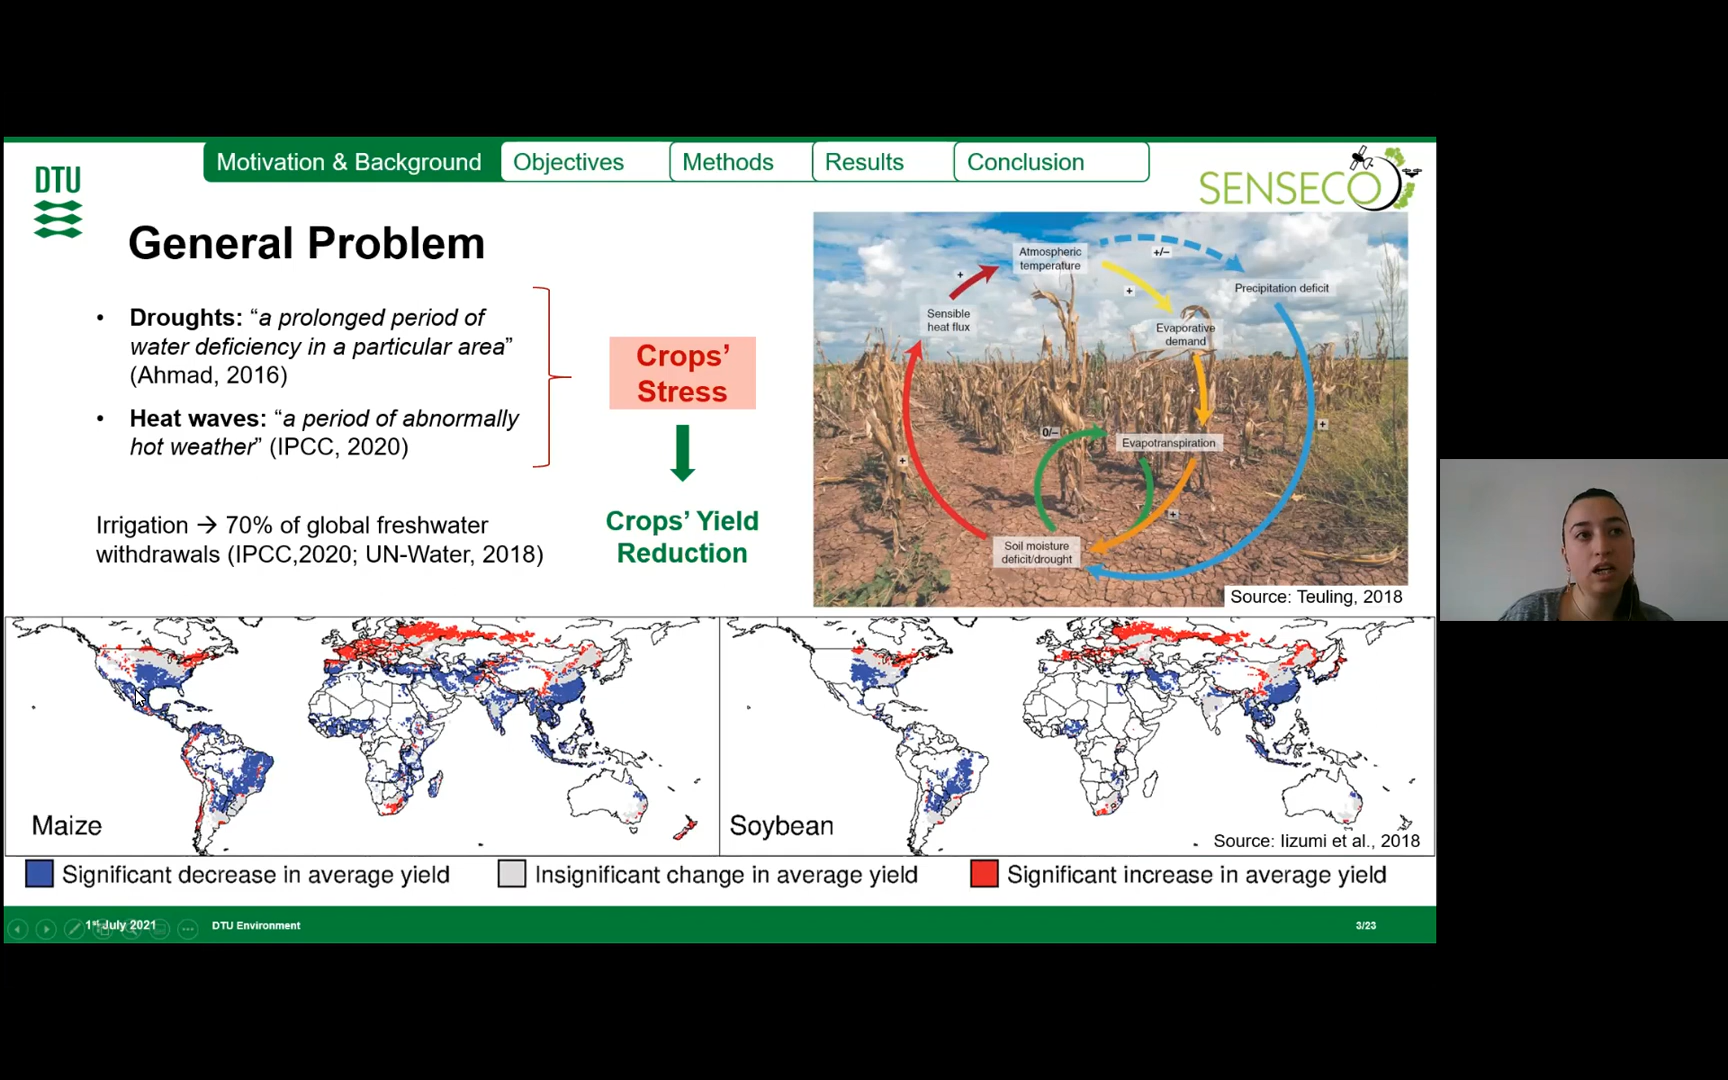 Motivation & Background
Objectives
Methods
Results
Conclusion
DTU
SENSECO
General Problem
• Droughts: “a prolonged period of
water deficiency in a particular area”
(Ahmad, 2016)
• Heat waves: “a period of abnormally
hot weather” (IPCC, 2020)
Irrigation → 70% of global freshwater
withdrawals (IPCC,2020; UN-Water, 2018)
Crops’
Stress
Crops’ Yield
Reduction
Atmospheric
temperature
+/−
Precipitation deficit
+
+
Sensible
heat flux
Evaporative
demand
+
+
0/−
Evapotranspiration
+
+
Soil moisture
deficit/drought
Source: Teuling, 2018
Maize
Soybean
Source: Iizumi et al., 2018
Significant decrease in average yield
Insignificant change in average yield
Significant increase in average yield
1st July 2021
DTU Environment
3/23